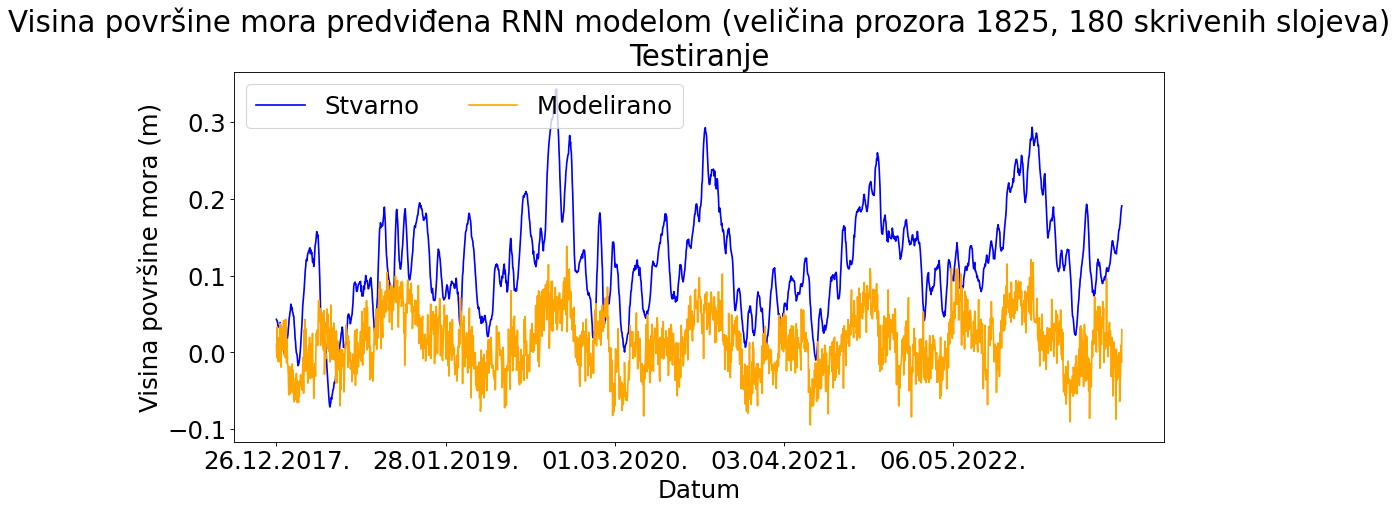 Visina površine mora predviđena RNN modelom (veličina prozora 1825, 180 skrivenih slojeva)
Testiranje
Stvarno Modelirano
Visina površine mora (m)
0.3
0.2
0.1
0.0
−0.1
26.12.2017. 28.01.2019. 01.03.2020. 03.04.2021. 06.05.2022.
Datum